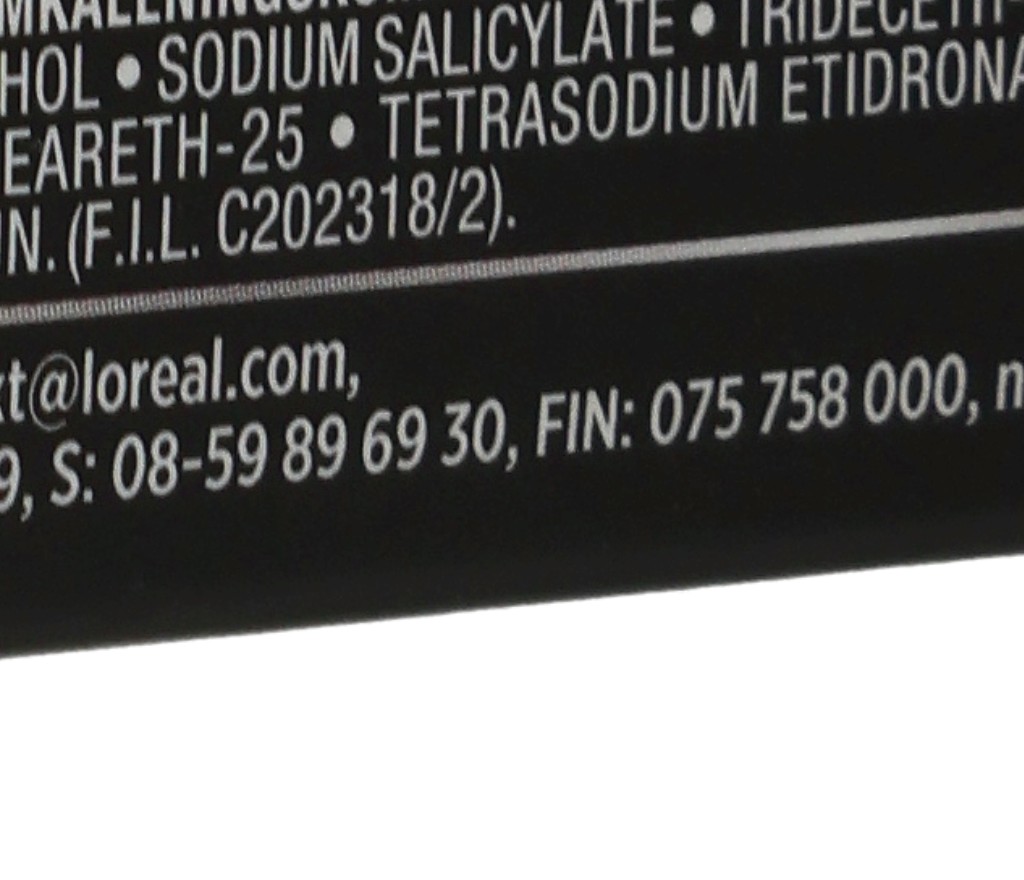 HOL • SODIUM SALICYLATE • TRIDECETH-
EARETH-25 • TETRASODIUM ETIDRONA
N. (F.I.L. C202318/2).
t@loreal.com,
9, S: 08-59 89 69 30, FIN: 075 758 000,